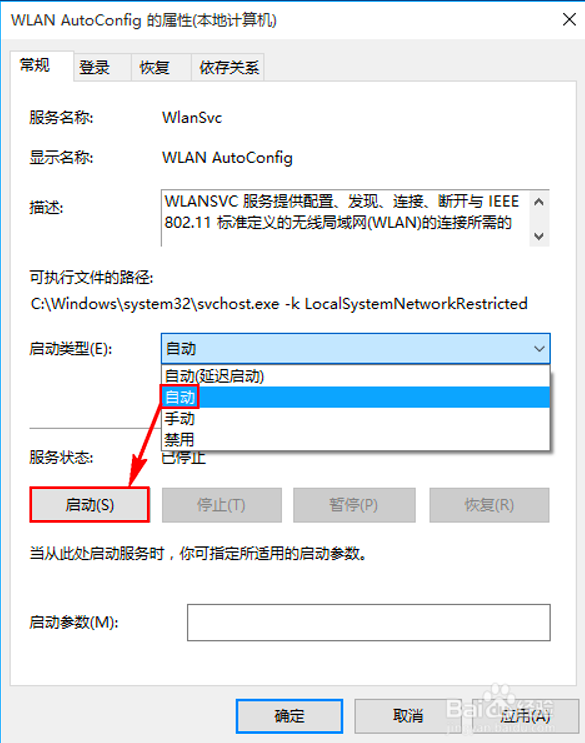 WLAN AutoConfig 的属性(本地计算机)
常规 登录 恢复 依存关系
服务名称: WlanSvc
显示名称: WLAN AutoConfig
描述: WLANSVC 服务提供配置、发现、连接、断开与 IEEE
802.11 标准定义的无线局域网(WLAN)的连接所需的
可执行文件的路径:
C:\Windows\system32\svchost.exe -k LocalSystemNetworkRestricted
启动类型(E): 自动
自动(延迟启动)
自动
手动
禁用
服务状态: 已停止
启动(S) 停止(T) 暂停(P) 恢复(R)
当从此处启动服务时，你可指定所适用的启动参数。
启动参数(M):
确定 取消 应用(A)
Baidu 经验